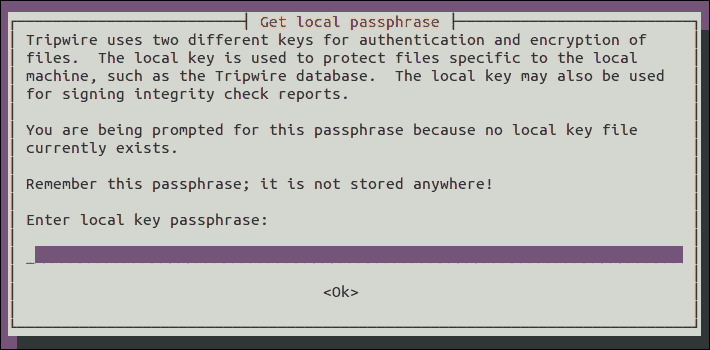 Get local passphrase
Tripwire uses two different keys for authentication and encryption of
files.  The local key is used to protect files specific to the local
machine, such as the Tripwire database.  The local key may also be used
for signing integrity check reports.
You are being prompted for this passphrase because no local key file
currently exists.
Remember this passphrase; it is not stored anywhere!
Enter local key passphrase:
_
<Ok>